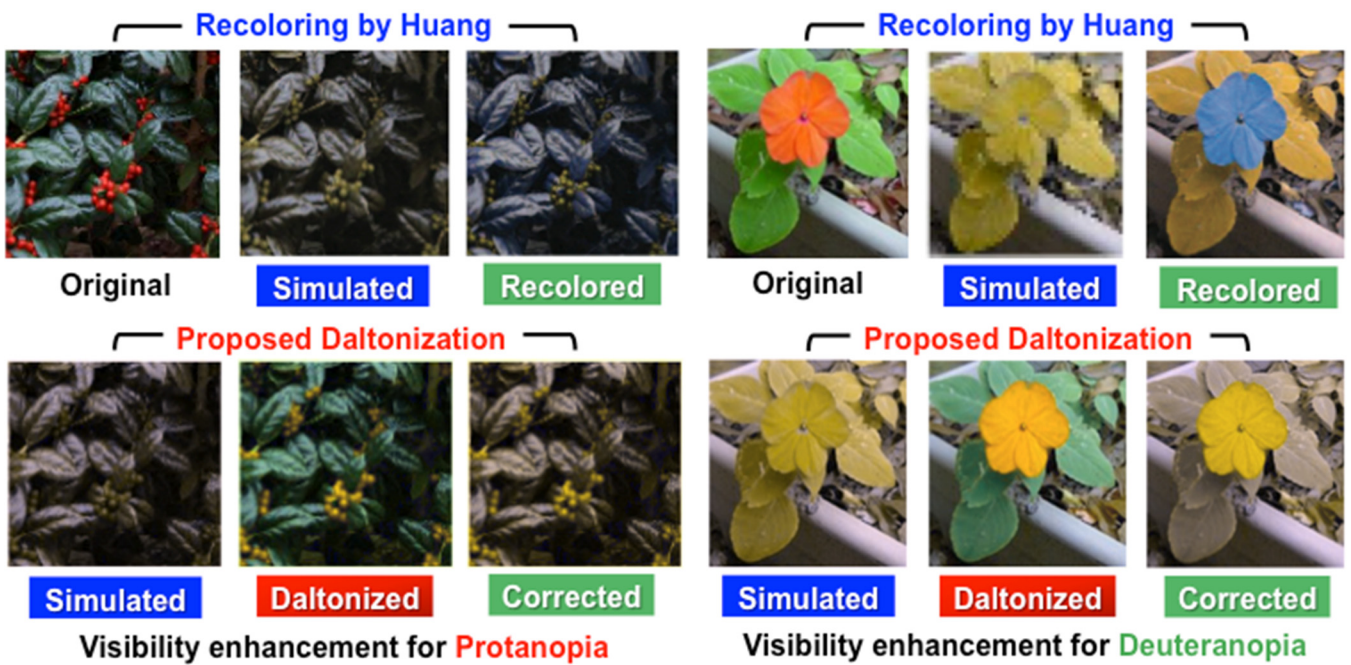 Recoloring by Huang
Original
Simulated
Recolored
Proposed Daltonization
Simulated
Daltonized
Corrected
Visibility enhancement for Protanopia
Recoloring by Huang
Original
Simulated
Recolored
Proposed Daltonization
Simulated
Daltonized
Corrected
Visibility enhancement for Deuteranopia